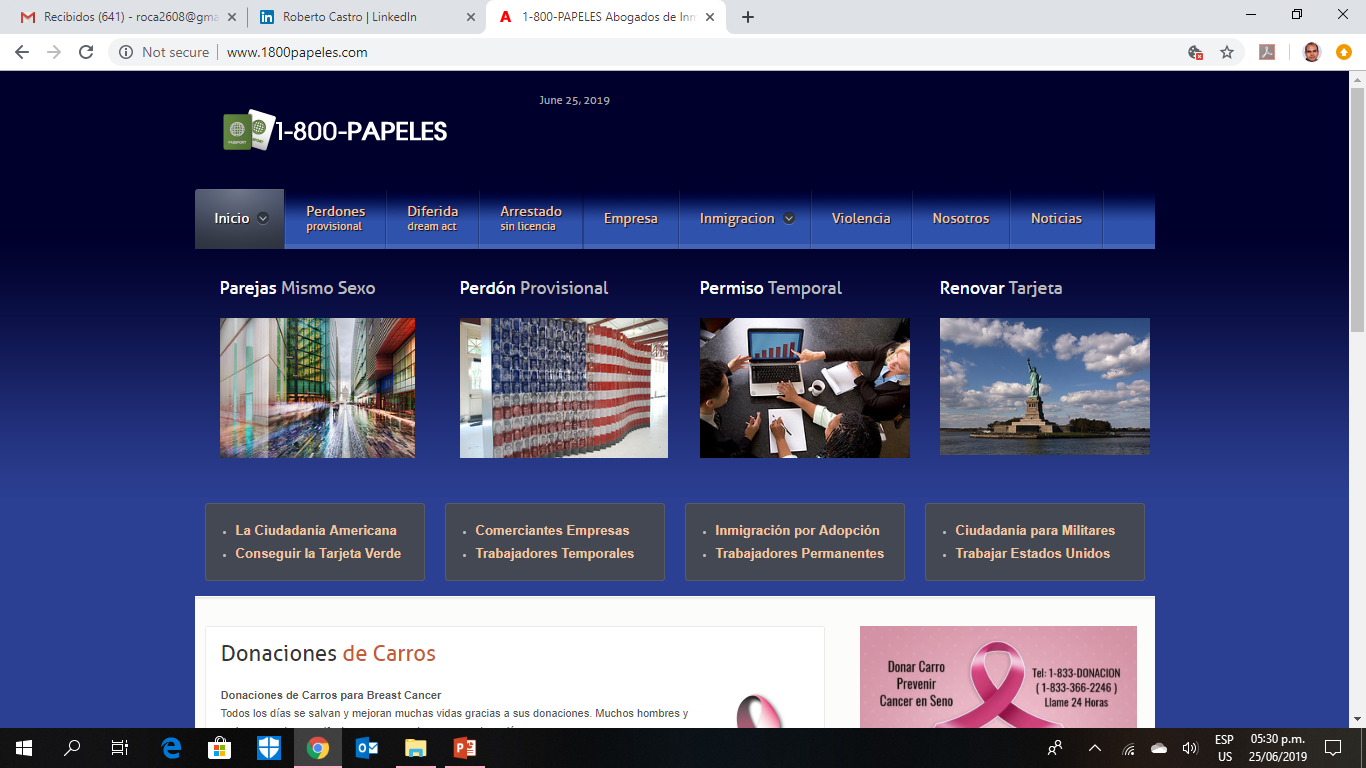 Recibidos (641) - roca2608@gma
Roberto Castro | LinkedIn
1-800-PAPELES Abogados de Inm
Not secure
www.1800papeles.com
June 25, 2019
PASSPORT
1-800-PAPELES
Inicio
Perdones
provisional
Diferida
dream act
Arrestado
sin licencia
Empresa
Inmigracion
Violencia
Nosotros
Noticias
Parejas Mismo Sexo
Perdón Provisional
Permiso Temporal
Renovar Tarjeta
La Ciudadanía Americana
Conseguir la Tarjeta Verde
Comerciantes Empresas
Trabajadores Temporales
Inmigración por Adopción
Trabajadores Permanentes
Ciudadanía para Militares
Trabajar Estados Unidos
Donaciones de Carros
Donaciones de Carros para Breast Cancer
Todos los días se salvan y mejoran muchas vidas gracias a sus donaciones. Muchos hombres y
Donar Carro
Prevenir
Cancer en Seno
Tel: 1-833-DONACION
( 1-833-366-2246 )
Llame 24 Horas
ESP
US
05:30 p.m.
25/06/2019